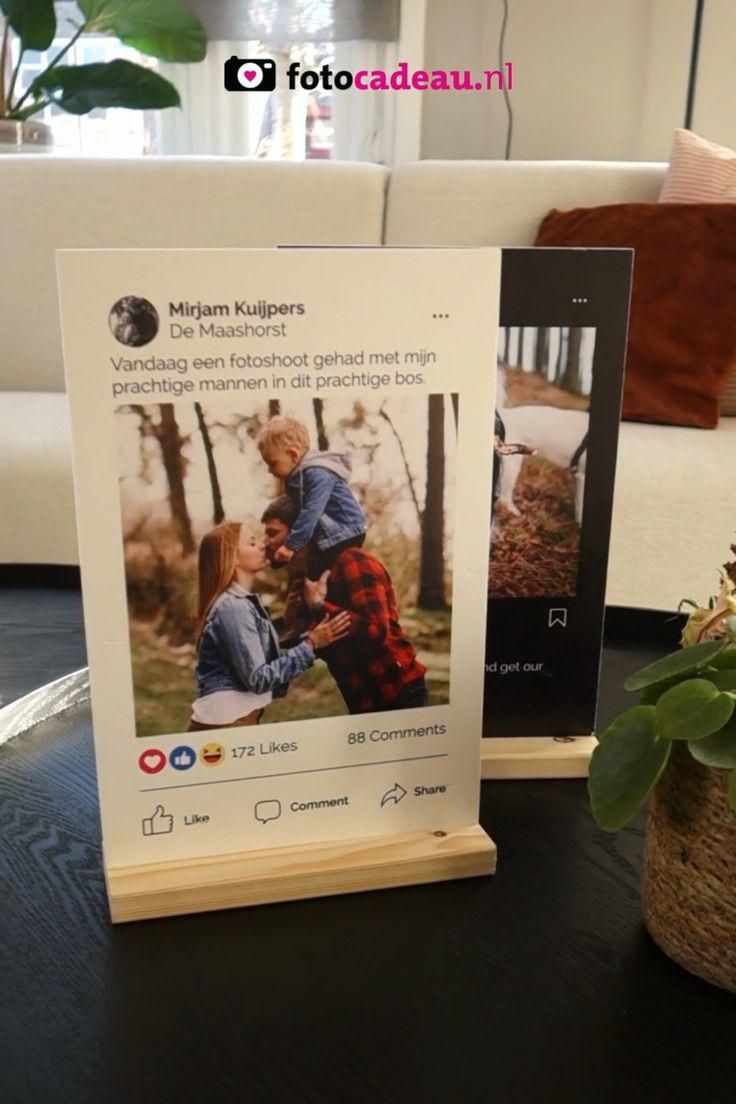 fotocadeau.nl
Mirjam Kuijpers
De Maashorst
Vandaag een fotoshoot gehad met mijn
prachtige mannen in dit prachtige bos.
172 Likes
88 Comments
Like
Comment
Share
nd get our